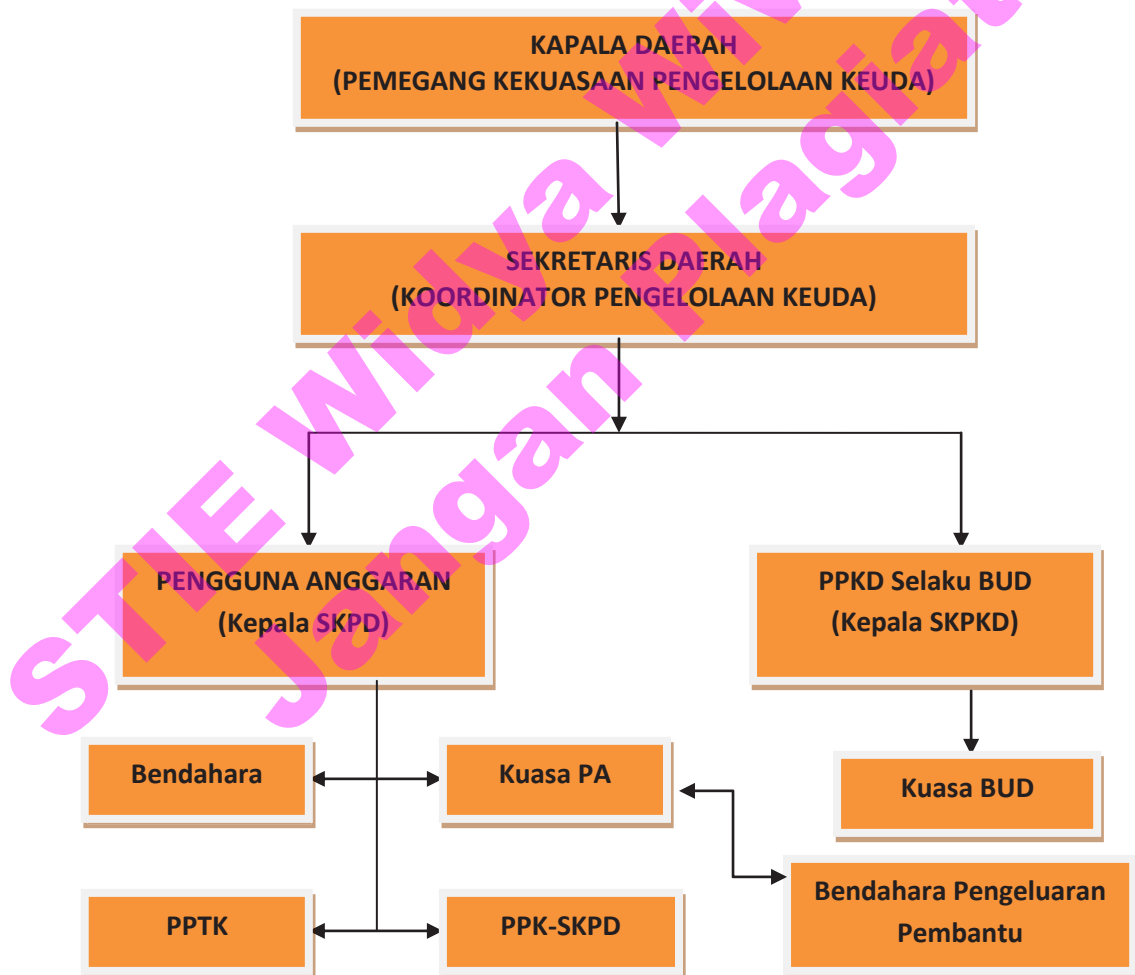 KAPALA DAERAH
(PEMEGANG KEKUASAAN PENGELOLAAN KEUDA)
SEKRETARIS DAERAH
(KOORDINATOR PENGELOLAAN KEUDA)
PENGGUNA ANGGARAN
(Kepala SKPD)
PPKD Selaku BUD
(Kepala SKPKD)
Bendahara
Kuasa PA
Kuasa BUD
PPTK
PPK-SKPD
Bendahara Pengeluaran
Pembantu
STIE Widya
Jangan Plagiat